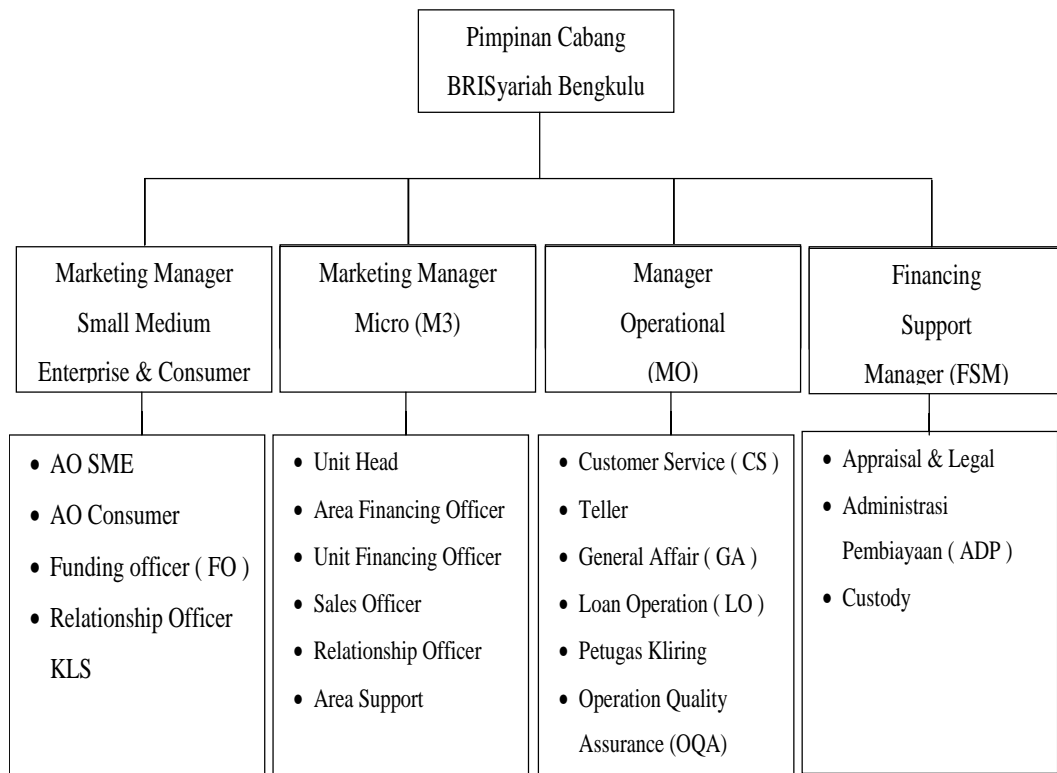 Pimpinan Cabang
BRISyariah Bengkulu
Marketing Manager
Small Medium
Enterprise & Consumer
Marketing Manager
Micro (M3)
Manager
Operational
(MO)
Financing
Support
Manager (FSM)
• AO SME
• AO Consumer
• Funding officer ( FO )
• Relationship Officer
KLS
• Unit Head
• Area Financing Officer
• Unit Financing Officer
• Sales Officer
• Relationship Officer
• Area Support
• Customer Service ( CS )
• Teller
• General Affair ( GA )
• Loan Operation ( LO )
• Petugas Kliring
• Operation Quality
Assurance (OQA)
• Appraisal & Legal
• Administrasi
Pembiayaan ( ADP )
• Custody